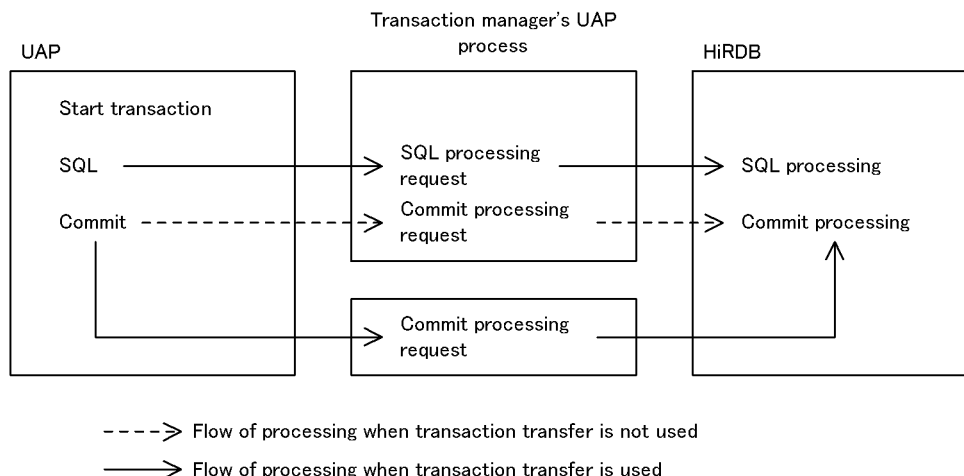 Transaction manager's UAP
process
UAP
HiRDB
Start transaction
SQL
SQL processing
request
SQL processing
Commit
Commit processing
request
Commit processing
Commit processing
request
Flow of processing when transaction transfer is not used
Flow of processing when transaction transfer is used